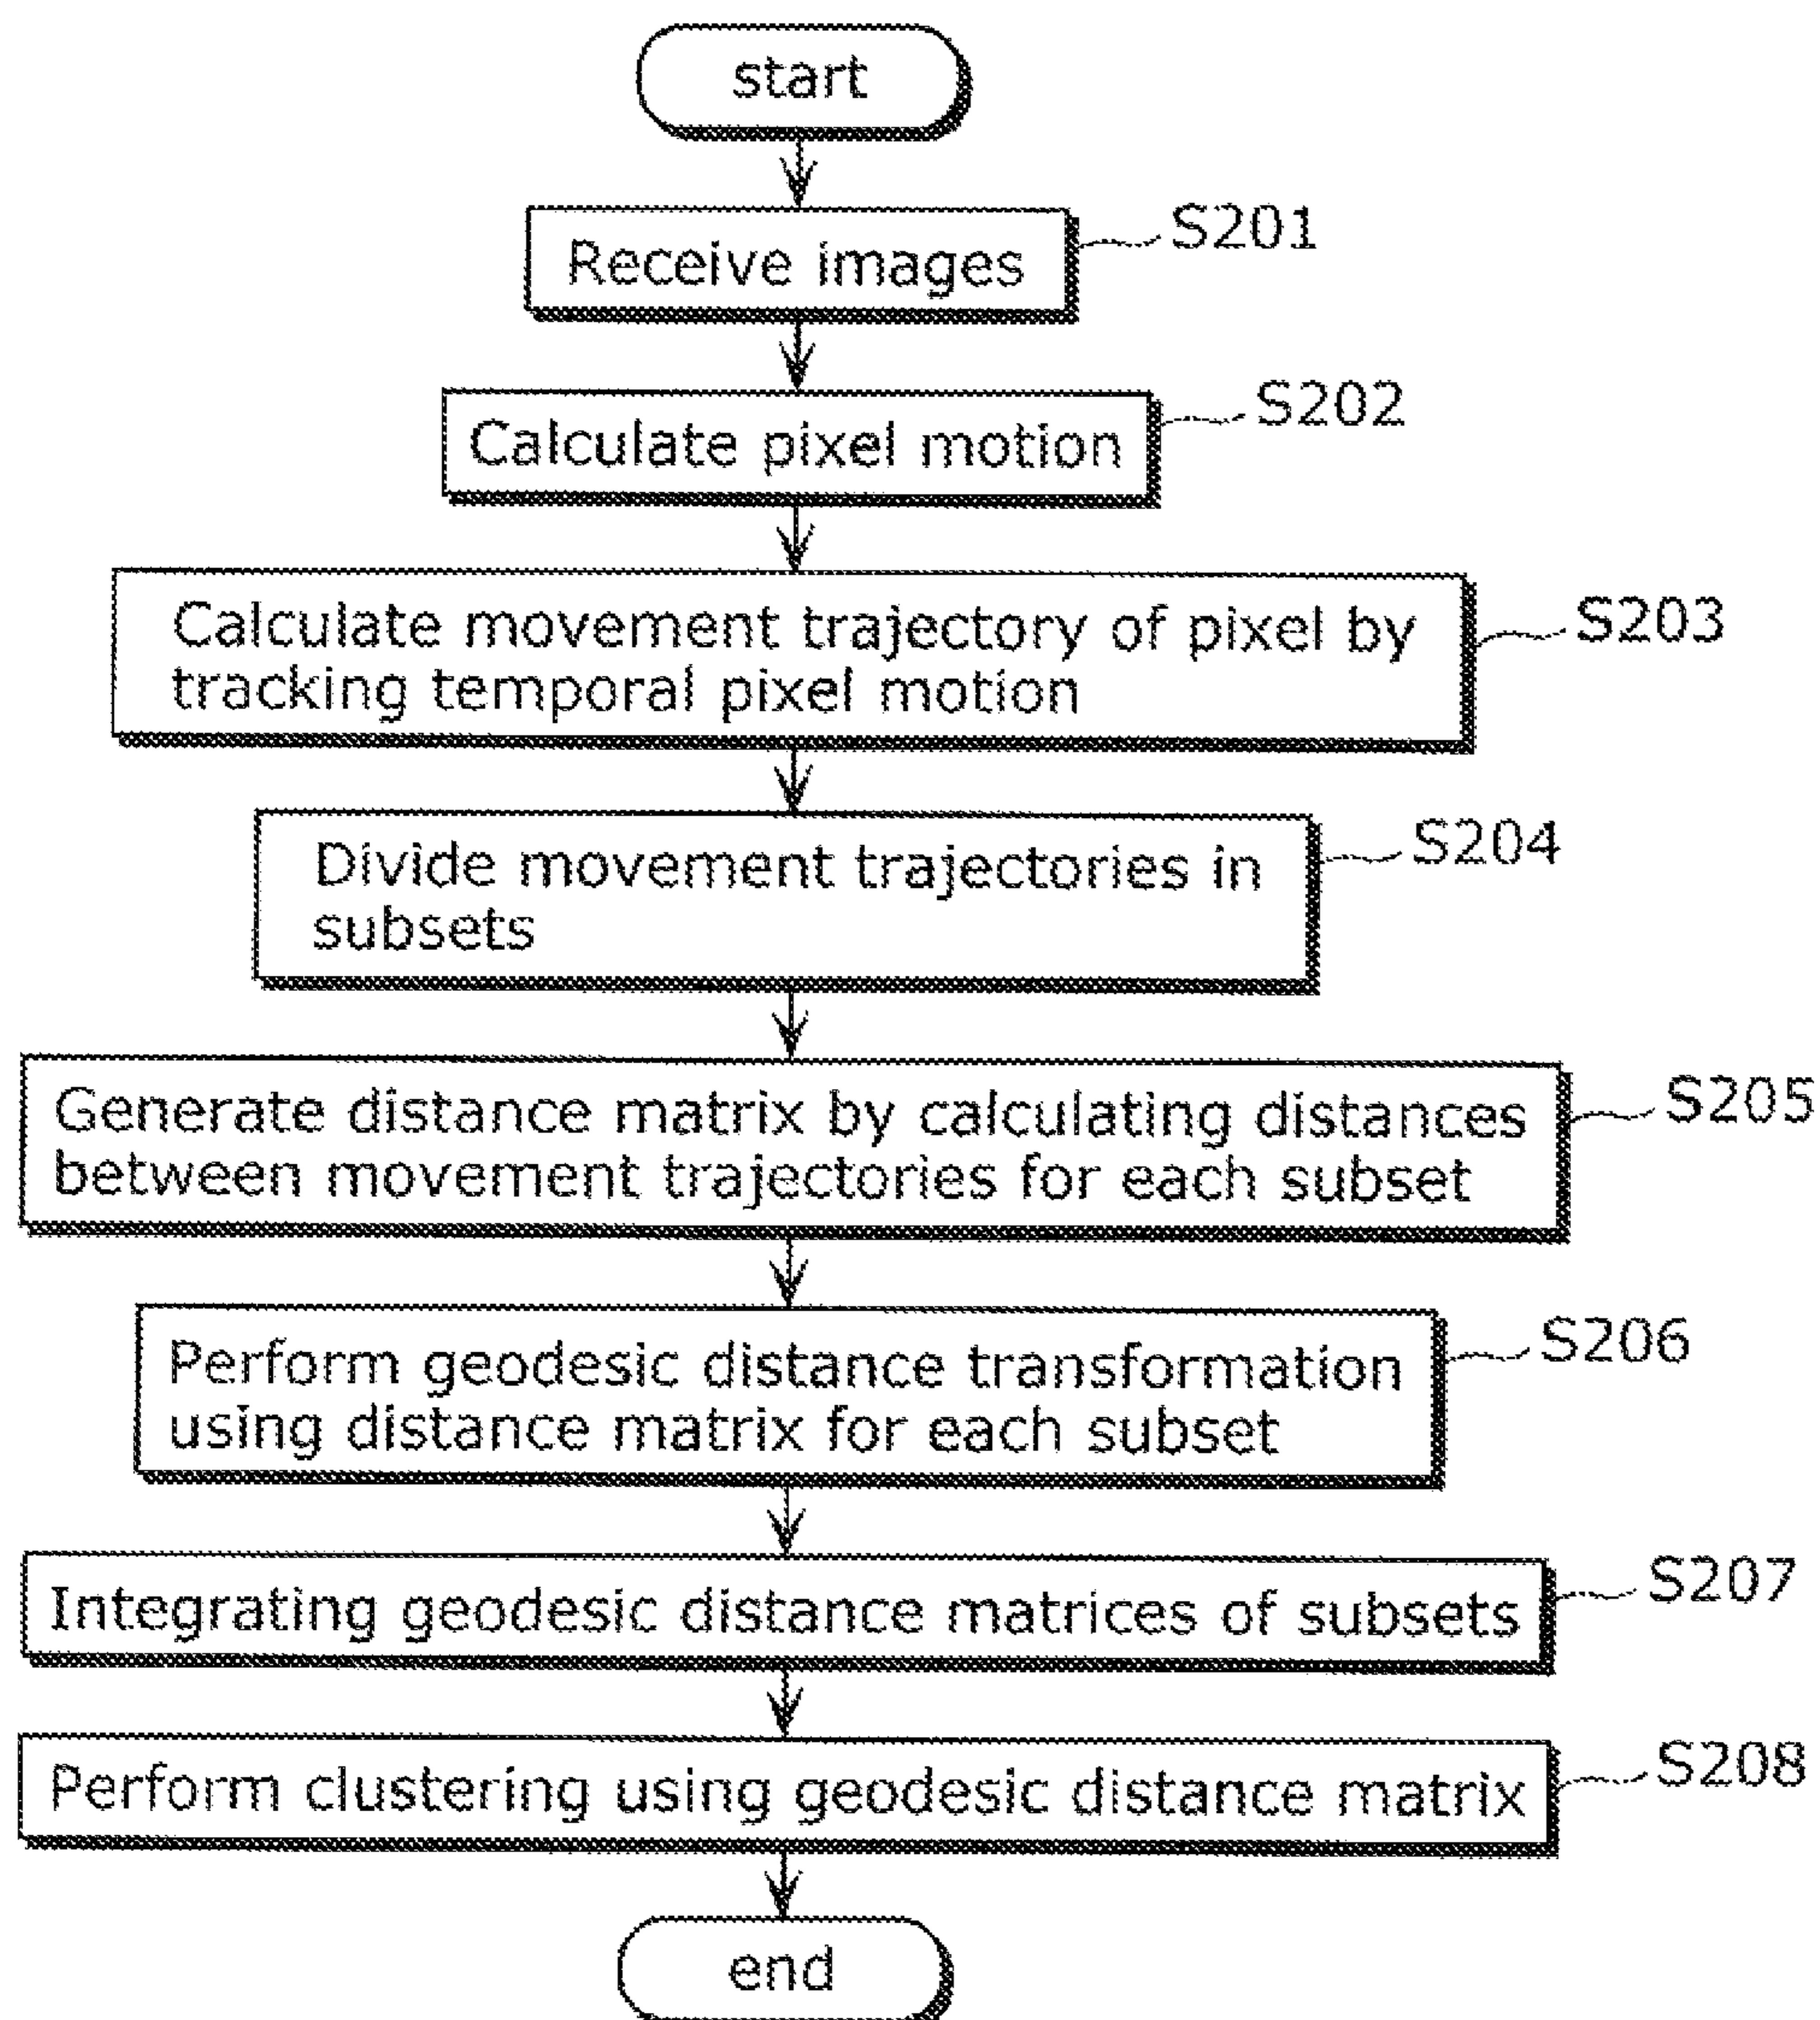 start
Receive images
S201
Calculate pixel motion
S202
Calculate movement trajectory of pixel by
tracking temporal pixel motion
S203
Divide movement trajectories in
subsets
S204
Generate distance matrix by calculating distances
between movement trajectories for each subset
S205
Perform geodesic distance transformation
using distance matrix for each subset
S206
Integrating geodesic distance matrices of subsets
S207
Perform clustering using geodesic distance matrix
S208
end